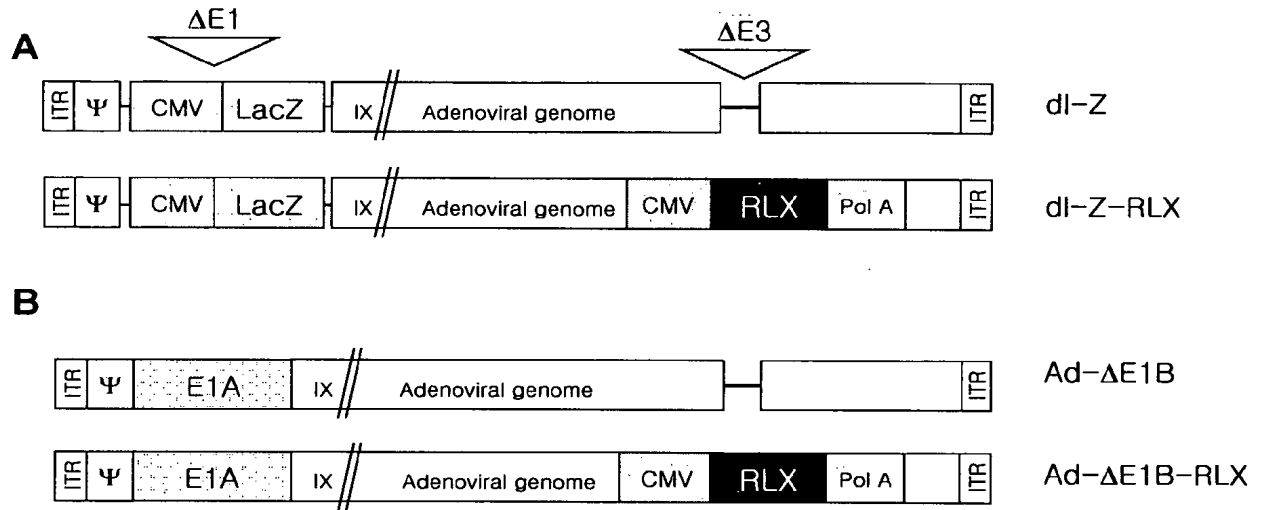 ΔE1
ΔE3
A
ITR Ψ CMV LacZ IX Adenoviral genome ITR dl-Z
ITR Ψ CMV LacZ IX Adenoviral genome CMV RLX Pol A ITR dl-Z-RLX
B
ITR Ψ E1A IX Adenoviral genome ITR Ad-ΔE1B
ITR Ψ E1A IX Adenoviral genome CMV RLX Pol A ITR Ad-ΔE1B-RLX